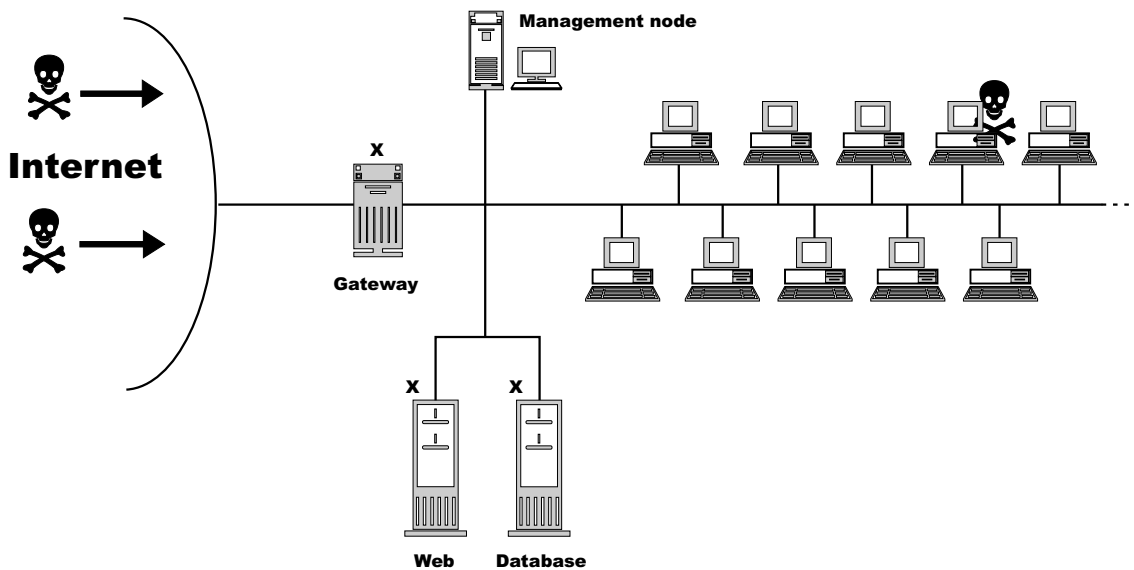 Management node
Internet
X
Gateway
X
X
Web
Database